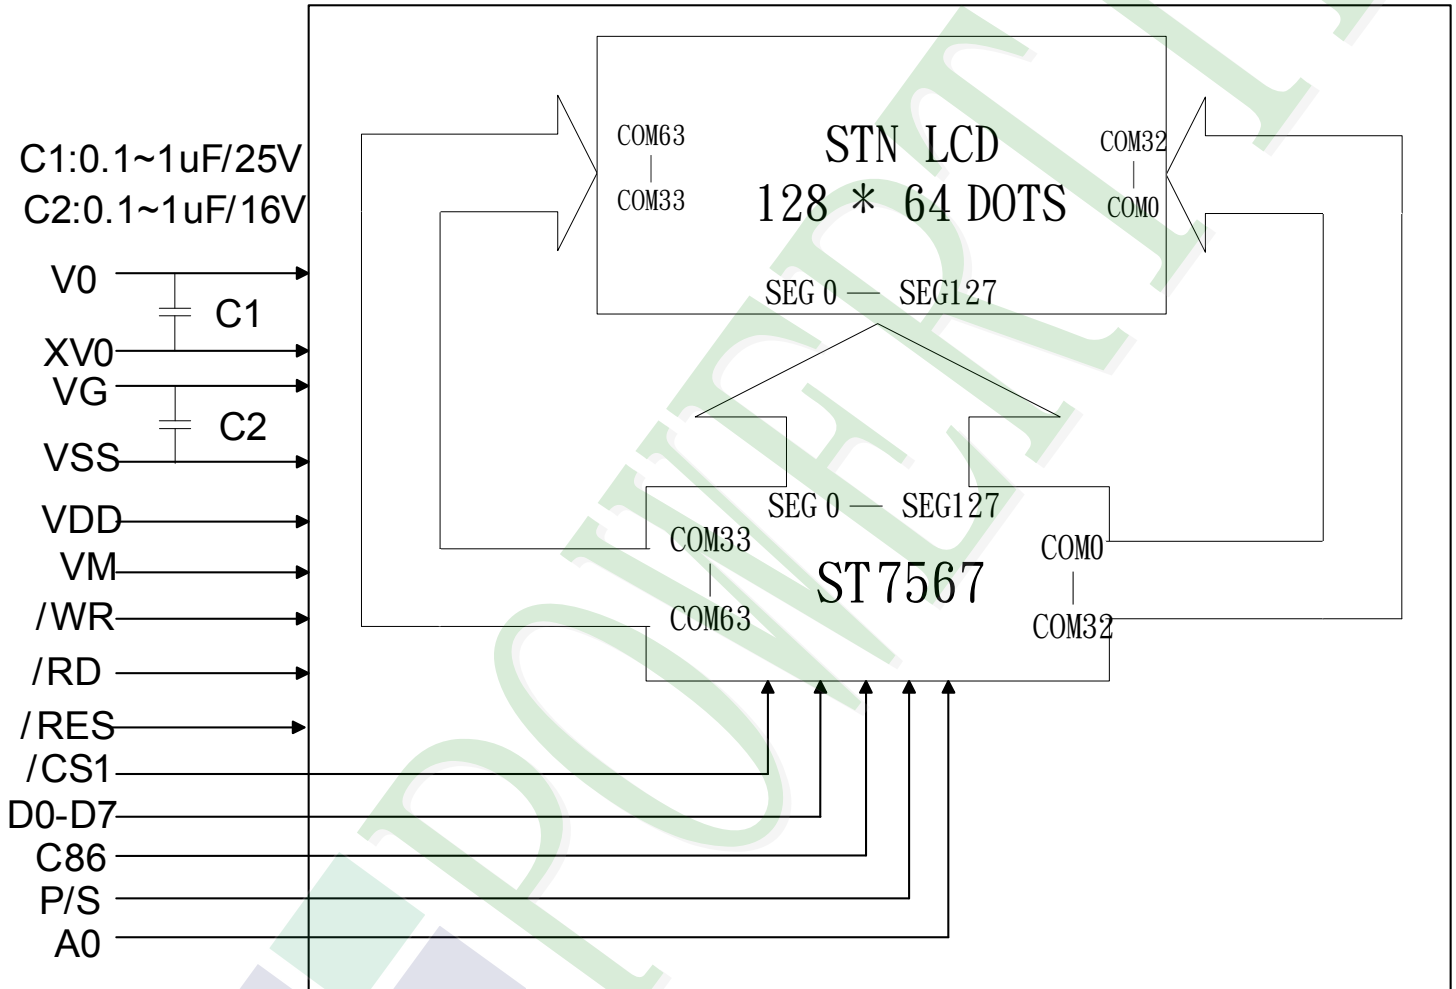 C1:0.1~1uF/25V
C2:0.1~1uF/16V
V0
C1
XV0
VG
C2
VSS
VDD
VM
/WR
/RD
/RES
/CS1
D0-D7
C86
P/S
A0
STN LCD
128 * 64 DOTS
COM63
COM33
COM32
COM0
SEG 0 — SEG127
SEG 0 — SEG127
COM33
COM63
ST7567
COM0
COM32
POWERTI